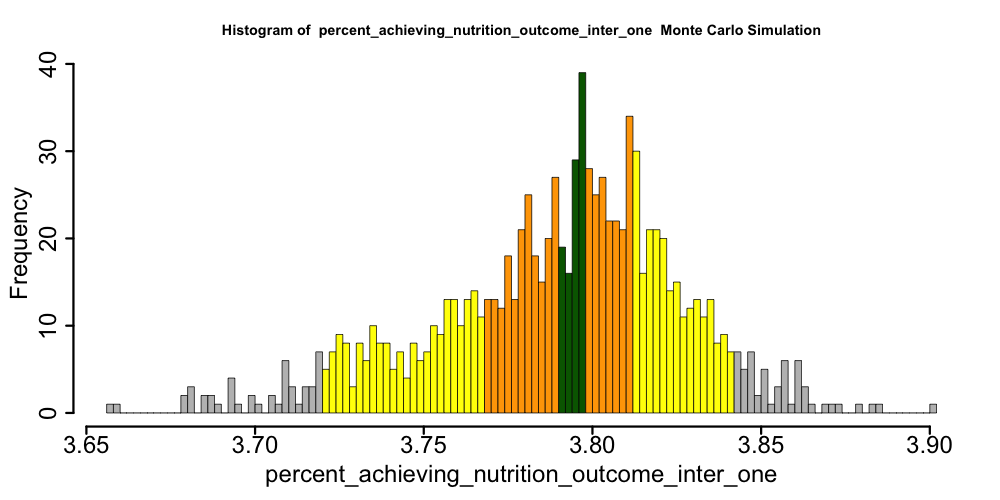 Histogram of percent_achieving_nutrition_outcome_inter_one Monte Carlo Simulation
Frequency
40
30
20
10
0
3.65 3.70 3.75 3.80 3.85 3.90
percent_achieving_nutrition_outcome_inter_one